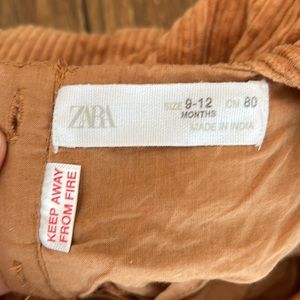 ZARA
SIZE 9-12 CM 80
MONTHS
MADE IN INDIA
KEEP AWAY
FROM FIRE